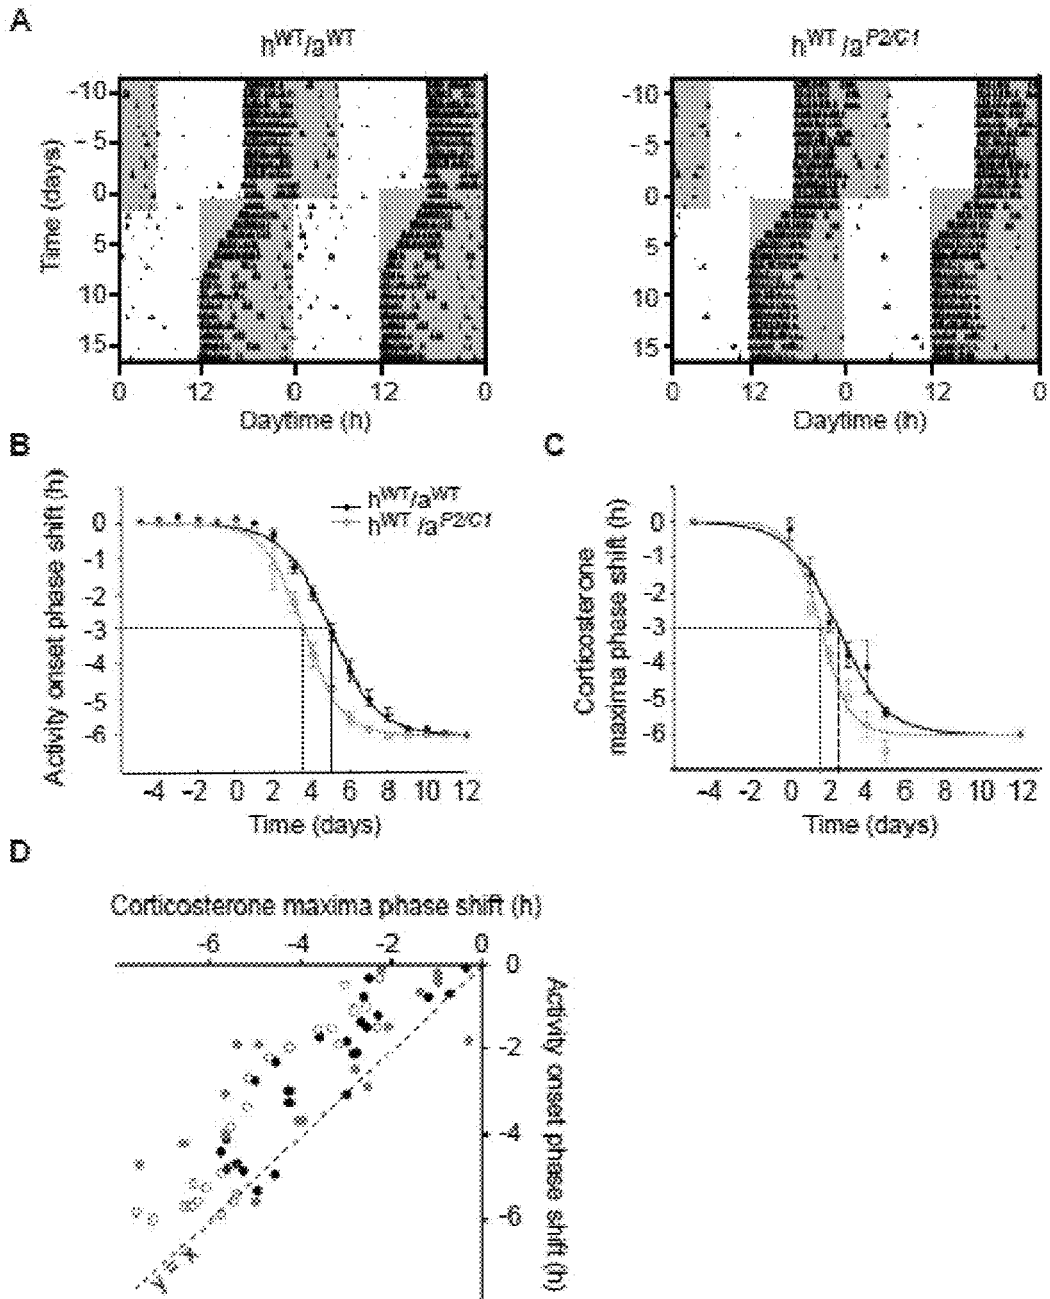 A
h^WT/a^WT
h^WT/a^P2/C1
Time (days)
-10
-5
0
5
10
15
-10
-5
0
5
10
15
0 12 0 12 0
0 12 0 12 0
Daytime (h)
Daytime (h)
B
C
Activity onset phase shift (h)
0
-1
-2
-3
-4
-5
-6
h^WT/a^WT
h^WT/a^P2/C1
-4 -2 0 2 4 6 8 10 12
Time (days)
Corticosterone
maxima phase shift (h)
0
-1
-2
-3
-4
-5
-6
-4 -2 0 2 4 6 8 10 12
Time (days)
D
Corticosterone maxima phase shift (h)
-6 -4 -2 0
0
-2
-4
-6
Activity onset phase shift (h)
y = x